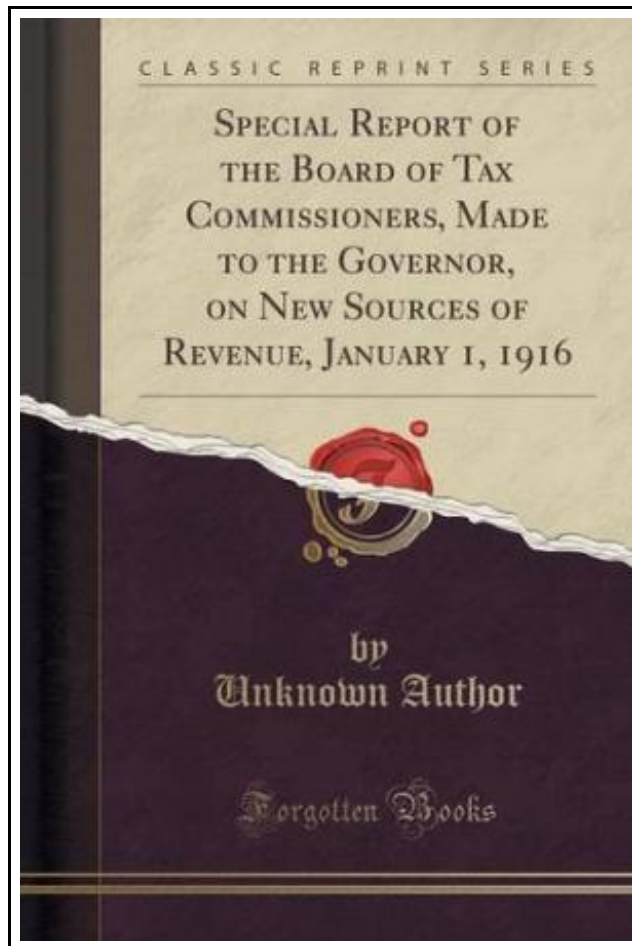 CLASSIC REPRINT SERIES
SPECIAL REPORT OF
THE BOARD OF TAX
COMMISSIONERS, MADE
TO THE GOVERNOR,
ON NEW SOURCES OF
REVENUE, JANUARY 1, 1916
F
by
Unknown Author
Forgotten Books